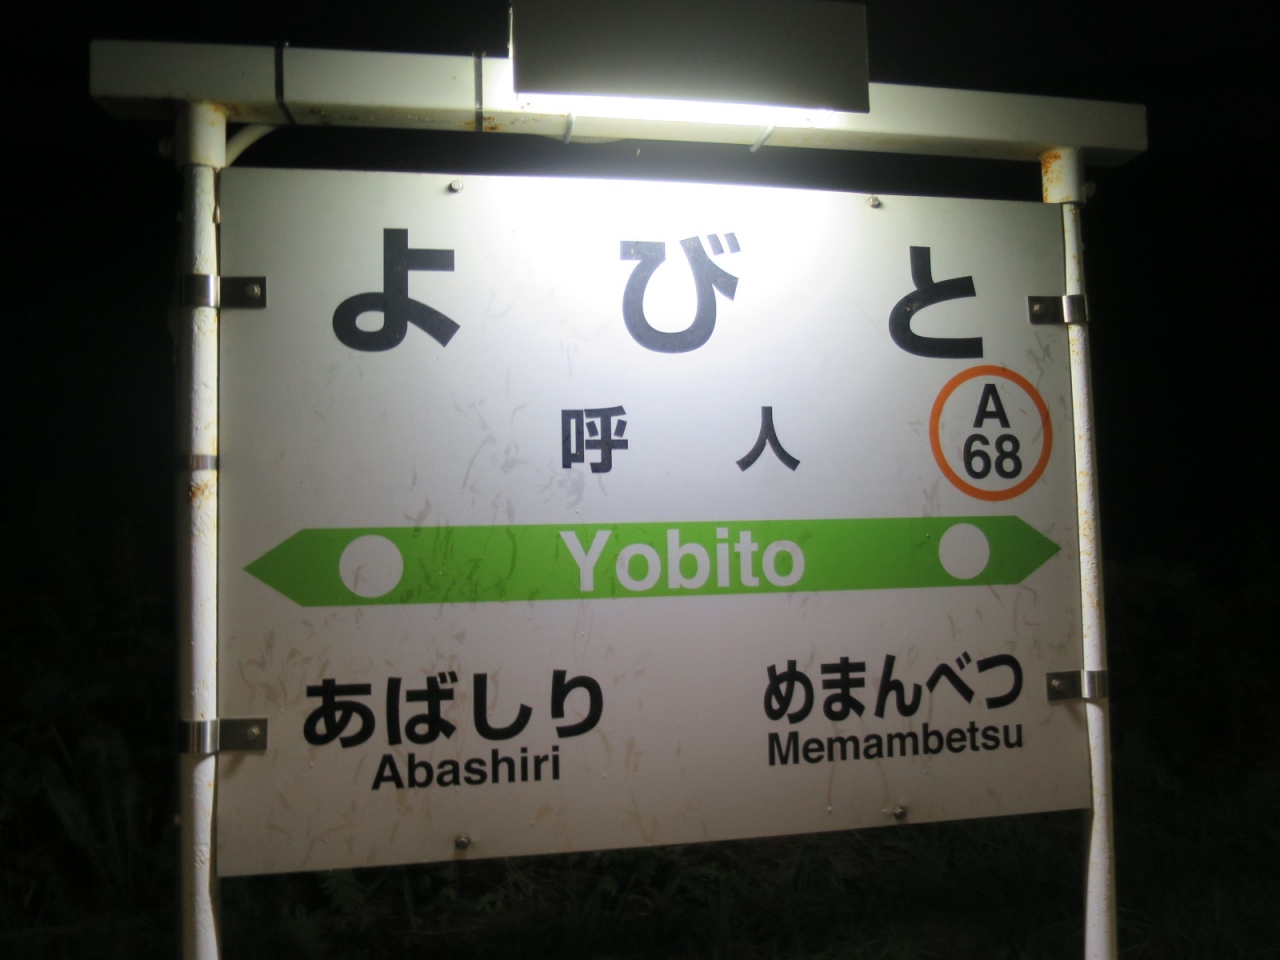 よびと
呼人
A
68
Yobito
あばしり
Abashiri
めまんべつ
Memambetsu